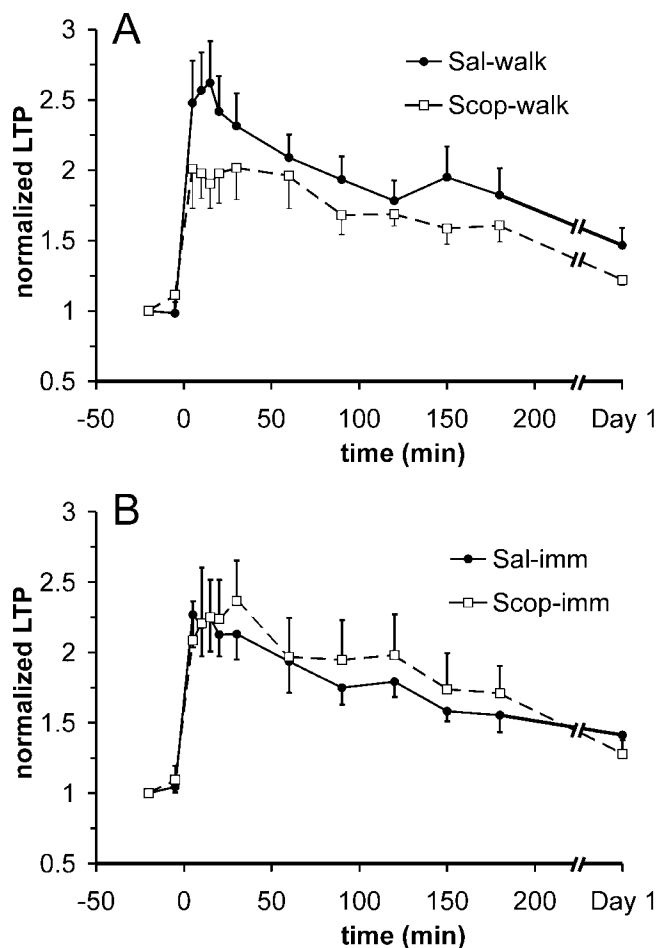 A
3
Sal-walk
Scop-walk
2.5
2
1.5
1
0.5
normalized LTP
-50 0 50 100 150 200 Day 1
time (min)
B
3
Sal-imm
Scop-imm
2.5
2
1.5
1
0.5
normalized LTP
-50 0 50 100 150 200 Day 1
time (min)